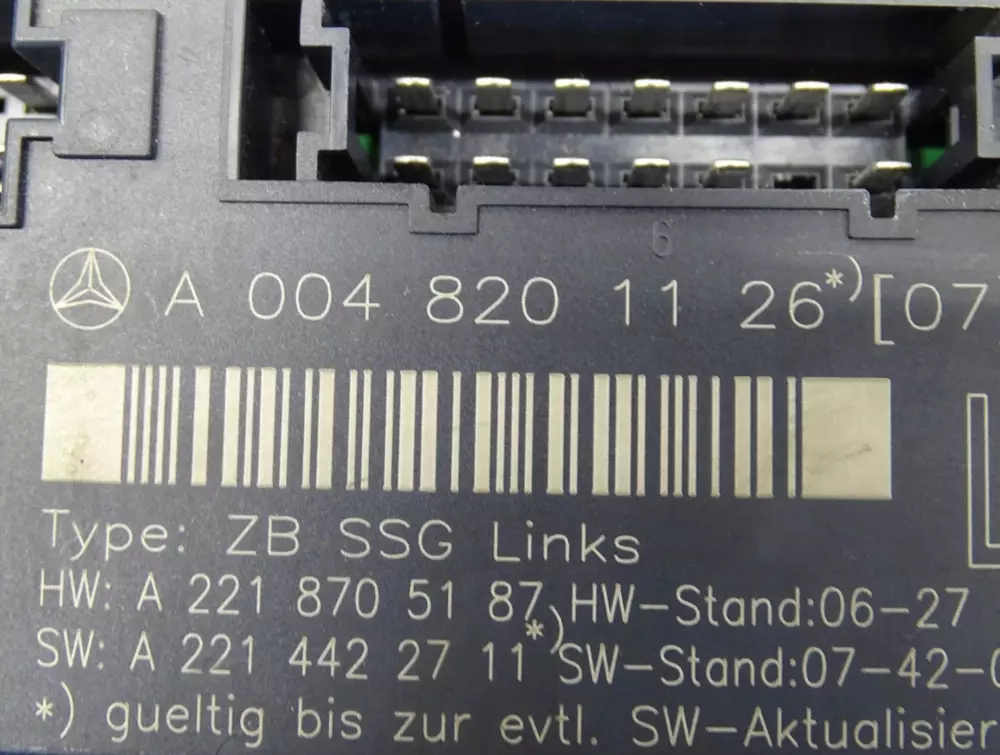 6
A 004 820 11 26*) [07
Type: ZB SSG Links
HW: A 221 870 51 87 HW-Stand:06-27
SW: A 221 442 27 11*) SW-Stand:07-42-0
*) gueltig bis zur evtl. SW-Aktualisier